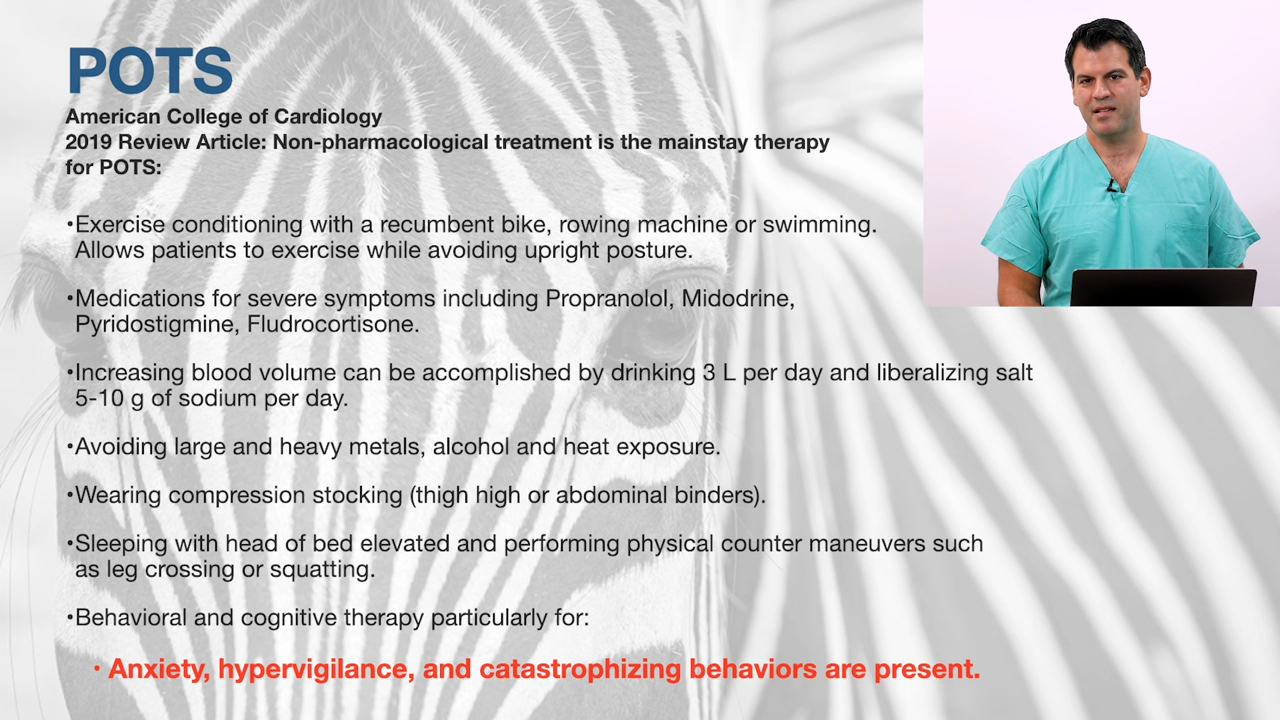 POTS
American College of Cardiology
2019 Review Article: Non-pharmacological treatment is the mainstay therapy
for POTS:
•Exercise conditioning with a recumbent bike, rowing machine or swimming.
Allows patients to exercise while avoiding upright posture.
•Medications for severe symptoms including Propranolol, Midodrine,
Pyridostigmine, Fludrocortisone.
•Increasing blood volume can be accomplished by drinking 3 L per day and liberalizing salt
5-10 g of sodium per day.
•Avoiding large and heavy metals, alcohol and heat exposure.
•Wearing compression stocking (thigh high or abdominal binders).
•Sleeping with head of bed elevated and performing physical counter maneuvers such
as leg crossing or squatting.
•Behavioral and cognitive therapy particularly for:
• Anxiety, hypervigilance, and catastrophizing behaviors are present.